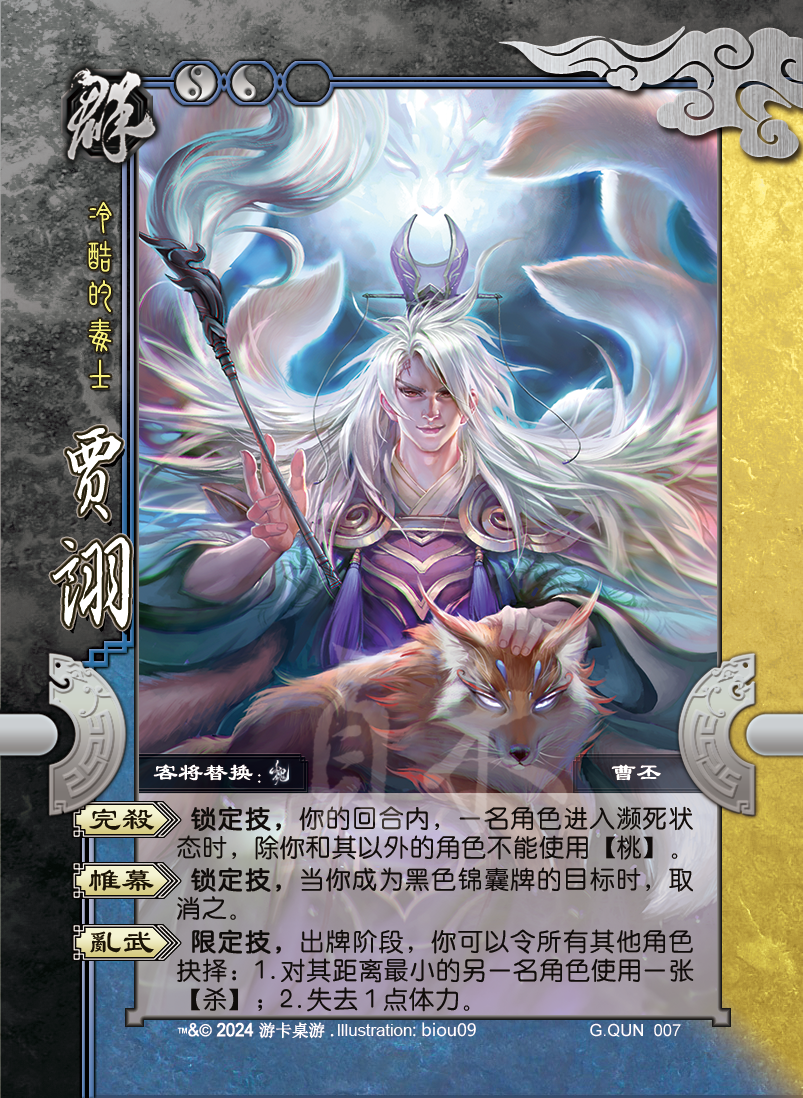 群
冷酷的毒士
贾诩
客将替换：魏
曹丕
完殺 锁定技，你的回合内，一名角色进入濒死状
态时，除你和其以外的角色不能使用【桃】。
帷幕 锁定技，当你成为黑色锦囊牌的目标时，取
消之。
亂武 限定技，出牌阶段，你可以令所有其他角色
抉择：1.对其距离最小的另一名角色使用一张
【杀】；2.失去1点体力。
™&© 2024 游卡桌游 . Illustration: biou09
G.QUN 007